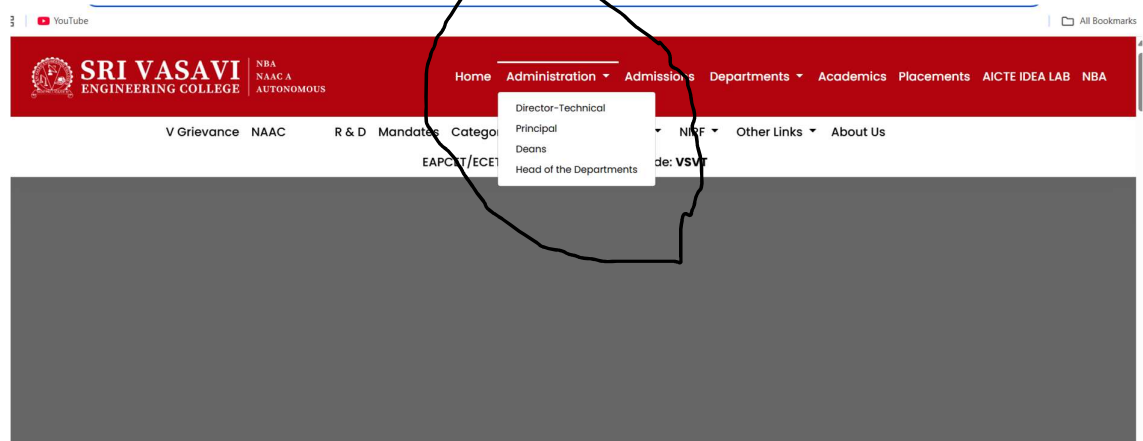 YouTube
All Bookmarks
SRI VASAVI
ENGINEERING COLLEGE
NBA
NAAC A
AUTONOMOUS
Home Administration Admissions Departments Academics Placements AICTE IDEA LAB NBA
Director-Technical
Principal
Deans
Head of the Departments
V Grievance NAAC R & D Mandates NIRF Other Links About Us
VSVT